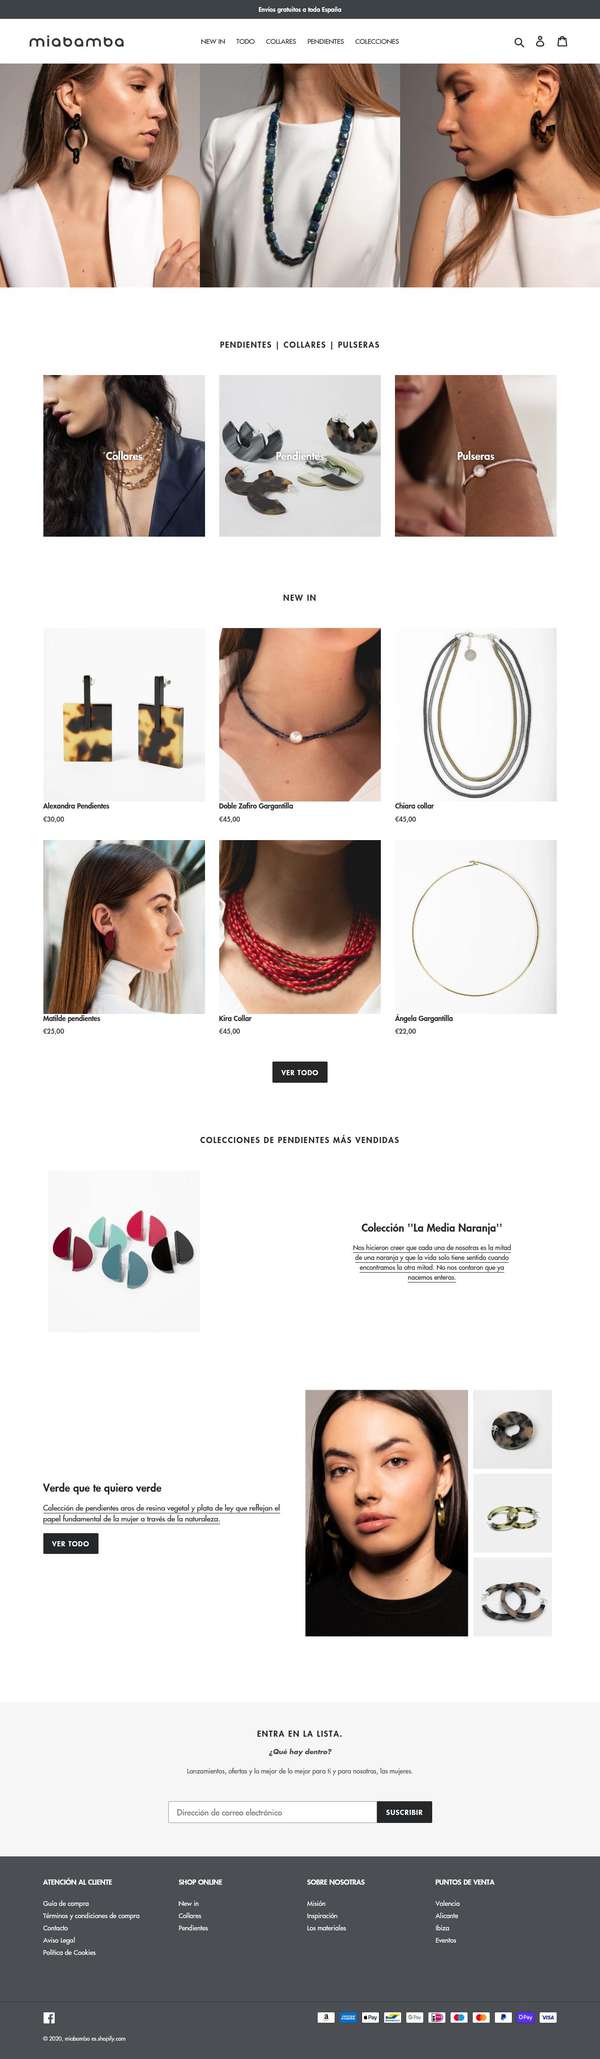 Envíos gratuitos a toda España
miabamba
NEW IN TODO COLLARES PENDIENTES COLECCIONES
PENDIENTES | COLLARES | PULSERAS
Collares
Pendientes
Pulseras
NEW IN
Alexandra Pendientes
€30,00
Doble Zafiro Gargantilla
€45,00
Chiara collar
€45,00
Matilde pendientes
€25,00
Kira Collar
€45,00
Ángela Gargantilla
€22,00
VER TODO
COLECCIONES DE PENDIENTES MÁS VENDIDAS
Colección ''La Media Naranja''
Nos hicieron creer que cada una de nosotras es la mitad
de una naranja y que la vida solo tiene sentido cuando
encontramos la otra mitad. No nos contaron que ya
nacemos enteras.
Verde que te quiero verde
Colección de pendientes aros de resina vegetal y plata de ley que reflejan el
papel fundamental de la mujer a través de la naturaleza.
VER TODO
ENTRA EN LA LISTA.
¿Qué hay dentro?
Lanzamientos, ofertas y lo mejor de lo mejor para ti y para nosotras, las mujeres.
Dirección de correo electrónico
SUSCRIBIR
ATENCIÓN AL CLIENTE
Guía de compra
Términos y condiciones de compra
Contacto
Aviso Legal
Política de Cookies
SHOP ONLINE
New in
Collares
Pendientes
SOBRE NOSOTRAS
Misión
Inspiración
Los materiales
PUNTOS DE VENTA
Valencia
Alicante
Ibiza
Eventos
© 2020, miabamba es.shopify.com